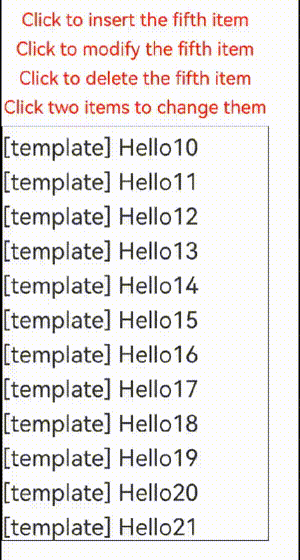 Click to insert the fifth item
Click to modify the fifth item
Click to delete the fifth item
Click two items to change them
[template] Hello10
[template] Hello11
[template] Hello12
[template] Hello13
[template] Hello14
[template] Hello15
[template] Hello16
[template] Hello17
[template] Hello18
[template] Hello19
[template] Hello20
[template] Hello21